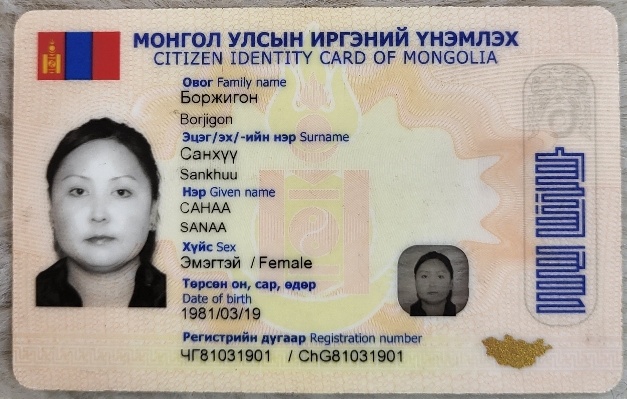 МОНГОЛ УЛСЫН ИРГЭНИЙ ҮНЭМЛЭХ
CITIZEN IDENTITY CARD OF MONGOLIA
Овог Family name
Боржигон
Borjigon
Эцэг/эх/-ийн нэр Surname
Санхүү
Sankhuu
Нэр Given name
САНАА
SANAA
Хүйс Sex
Эмэгтэй / Female
Төрсөн он, сар, өдөр
Date of birth
1981/03/19
Регистрийн дугаар Registration number
ЧГ81031901 / ChG81031901